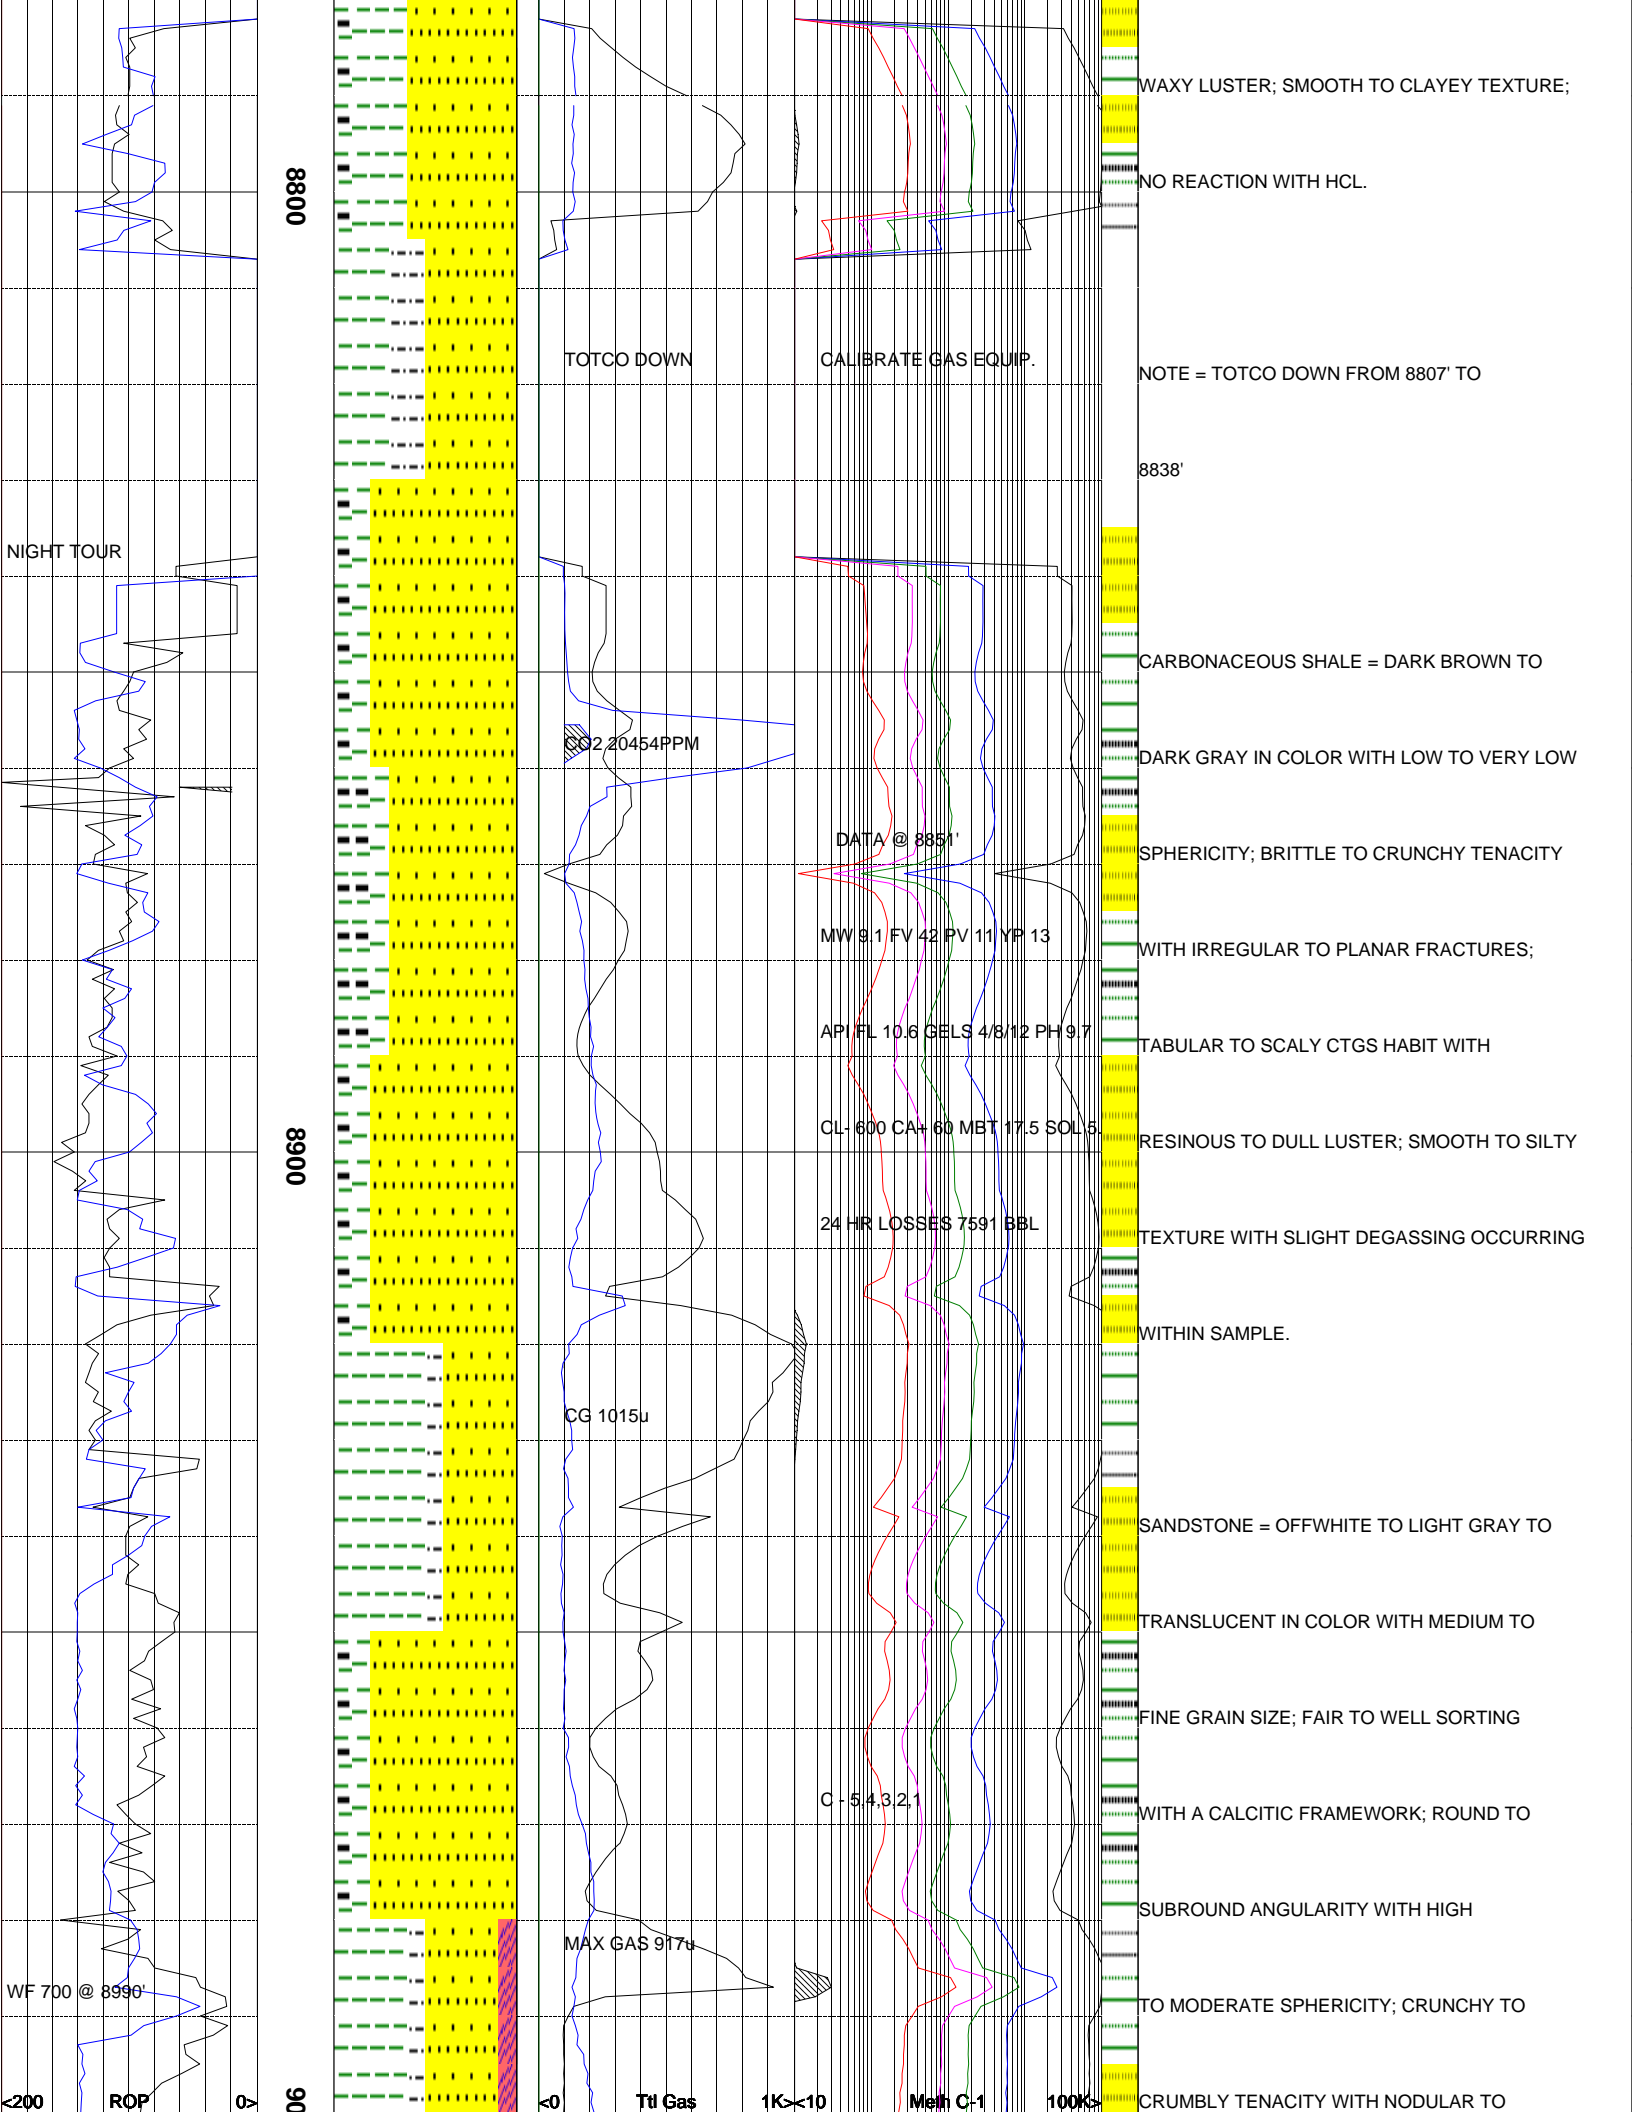 WAXY LUSTER; SMOOTH TO CLAYEY TEXTURE;
8800
NO REACTION WITH HCL.
TOTCO DOWN
CALIBRATE GAS EQUIP.
NOTE = TOTCO DOWN FROM 8807' TO
8838'
NIGHT TOUR
CARBONACEOUS SHALE = DARK BROWN TO
CO2 20454PPM
DARK GRAY IN COLOR WITH LOW TO VERY LOW
DATA @ 8851'
SPHERICITY; BRITTLE TO CRUNCHY TENACITY
MW 9.1 FV 42 PV 11 YP 13
WITH IRREGULAR TO PLANAR FRACTURES;
API FL 10.6 GELS 4/8/12 PH 9.7
TABULAR TO SCALY CTGS HABIT WITH
8900
CL- 600 CA+ 60 MBT 17.5 SOL 5.
RESINOUS TO DULL LUSTER; SMOOTH TO SILTY
24 HR LOSSES 7591 BBL
TEXTURE WITH SLIGHT DEGASSING OCCURRING
WITHIN SAMPLE.
CG 1015u
SANDSTONE = OFFWHITE TO LIGHT GRAY TO
TRANSLUCENT IN COLOR WITH MEDIUM TO
FINE GRAIN SIZE; FAIR TO WELL SORTING
C - 5,4,3,2,1
WITH A CALCITIC FRAMEWORK; ROUND TO
SUBROUND ANGULARITY WITH HIGH
MAX GAS 917u
WF 700 @ 8990'
TO MODERATE SPHERICITY; CRUNCHY TO
90
<200 ROP 0>
<0 Ttl Gas 1K>
<10 Meth C-1 100K>
CRUMBLY TENACITY WITH NODULAR TO